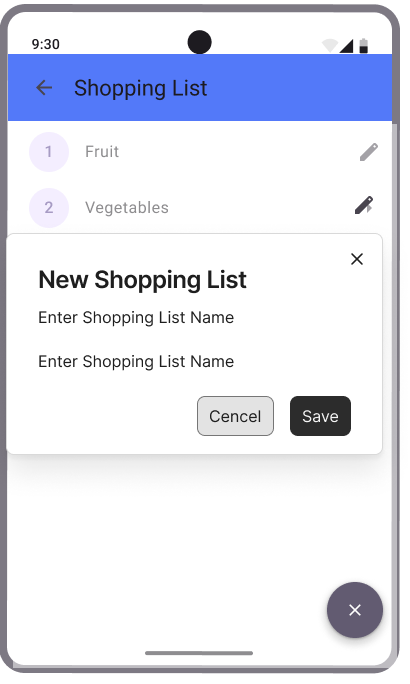 9:30
Shopping List
1 Fruit
2 Vegetables
New Shopping List
Enter Shopping List Name
Enter Shopping List Name
Cencel Save